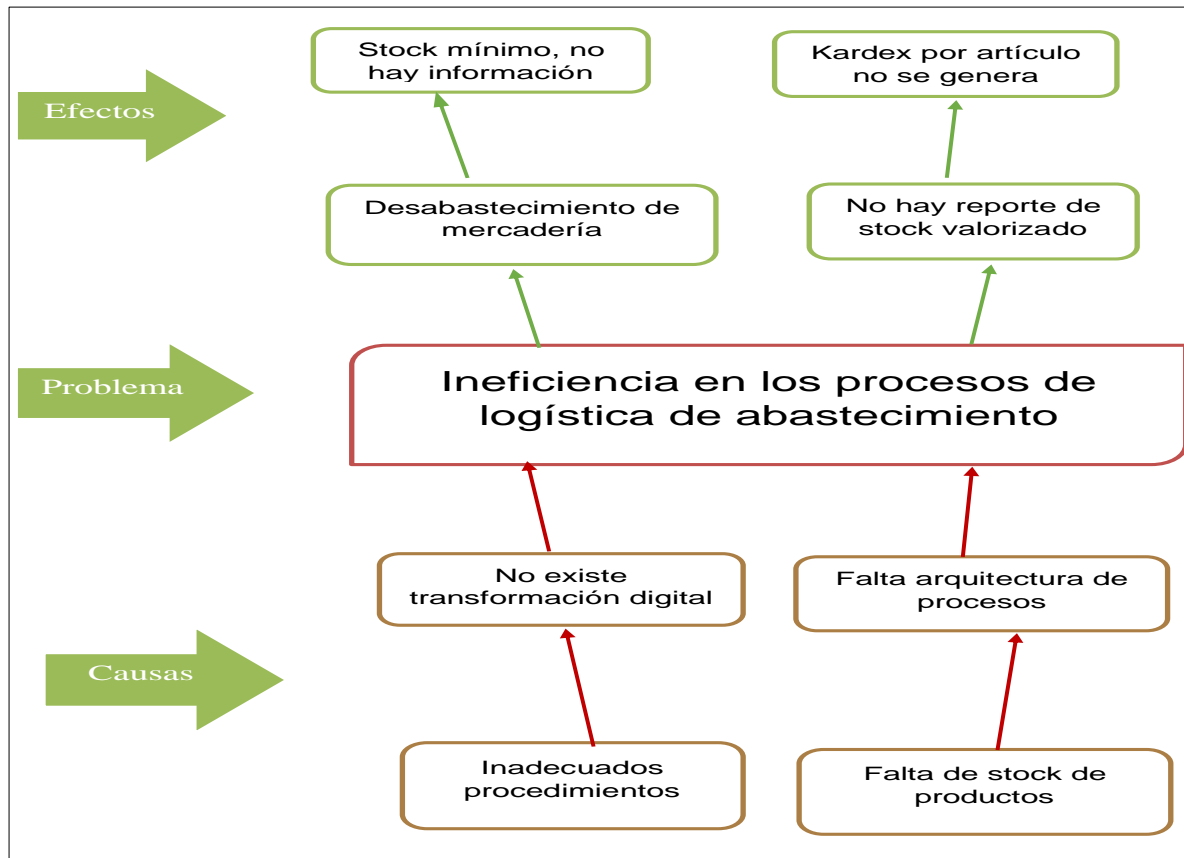 Stock mínimo, no
hay información
Kardex por artículo
no se genera
Efectos
Desabastecimiento de
mercadería
No hay reporte de
stock valorizado
Problema
Ineficiencia en los procesos de
logística de abastecimiento
No existe
transformación digital
Falta arquitectura de
procesos
Causas
Inadecuados
procedimientos
Falta de stock de
productos